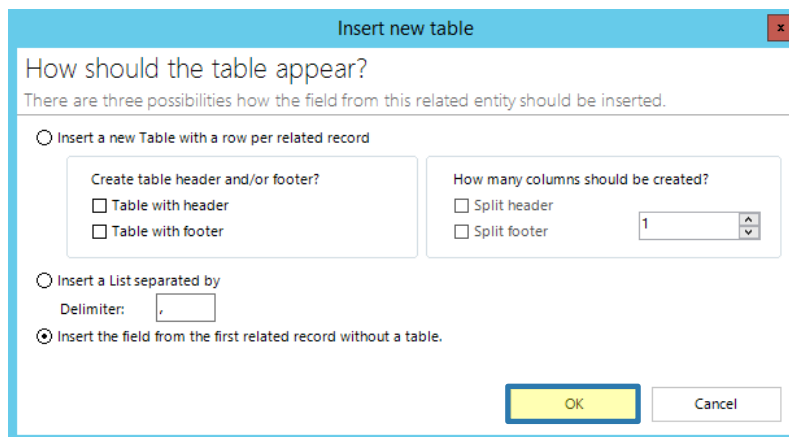 Insert new table
x
How should the table appear?
There are three possibilities how the field from this related entity should be inserted.
Insert a new Table with a row per related record
Create table header and/or footer?
Table with header
Table with footer
How many columns should be created?
Split header
Split footer
1
Insert a List separated by
Delimiter: ,
Insert the field from the first related record without a table.
OK
Cancel